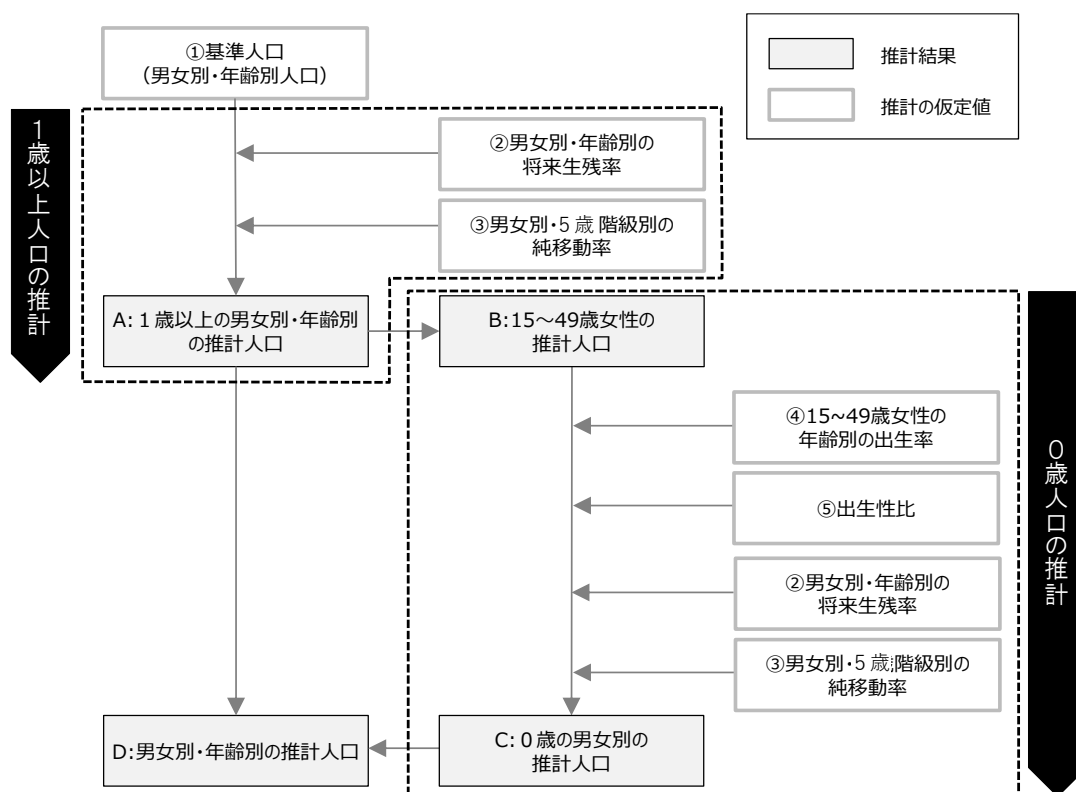 ①基準人口
（男女別・年齢別人口）
推計結果
推計の仮定値
１歳以上人口の推計
②男女別・年齢別の
将来生残率
③男女別・５歳階級別の
純移動率
A:１歳以上の男女別・年齢別
の推計人口
B:15～49歳女性の
推計人口
④15~49歳女性の
年齢別の出生率
⑤出生性比
②男女別・年齢別の
将来生残率
③男女別・５歳階級別の
純移動率
０歳人口の推計
D:男女別・年齢別の推計人口
C:０歳の男女別の
推計人口